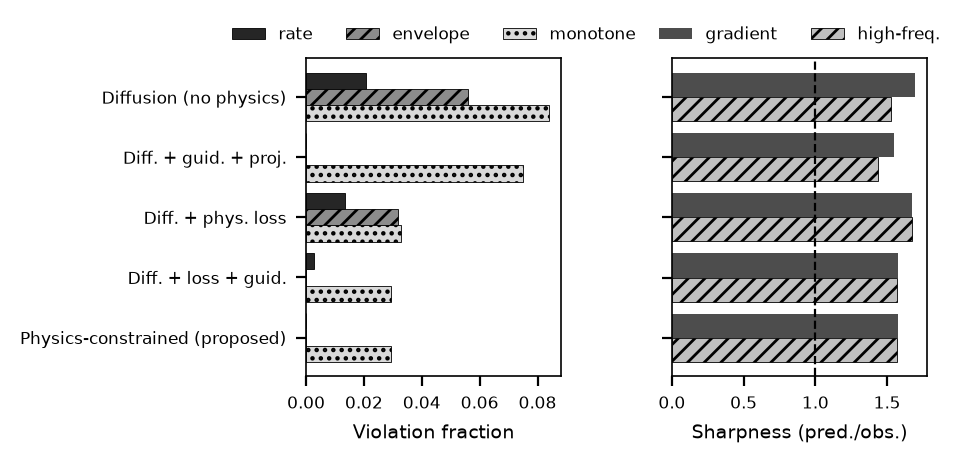 rate envelope monotone gradient high-freq.
Diffusion (no physics)
Diff. + guid. + proj.
Diff. + phys. loss
Diff. + loss + guid.
Physics-constrained (proposed)
0.00 0.02 0.04 0.06 0.08
Violation fraction
0.0 0.5 1.0 1.5
Sharpness (pred./obs.)